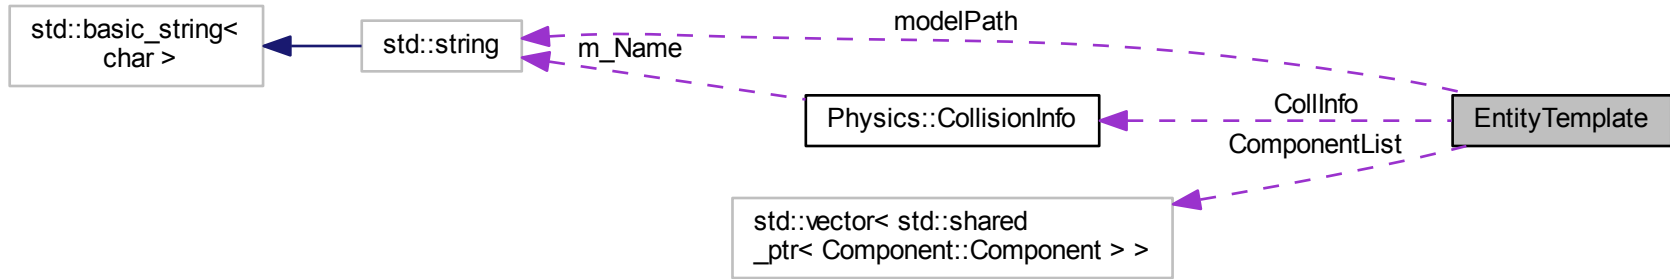 std::basic_string<
char >
std::string
modelPath
m_Name
Physics::CollisionInfo
CollInfo
ComponentList
EntityTemplate
std::vector< std::shared
_ptr< Component::Component > >